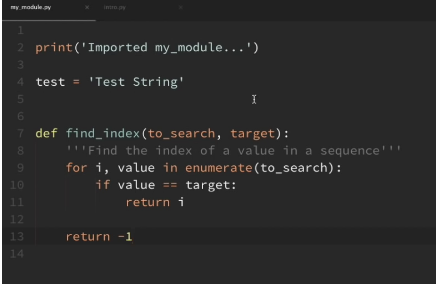 my_module.py × intro.py ×
1
2 print('Imported my_module...')
3
4 test = 'Test String'
5
6
7 def find_index(to_search, target):
8     '''Find the index of a value in a sequence'''
9     for i, value in enumerate(to_search):
10         if value == target:
11             return i
12
13     return -1
14